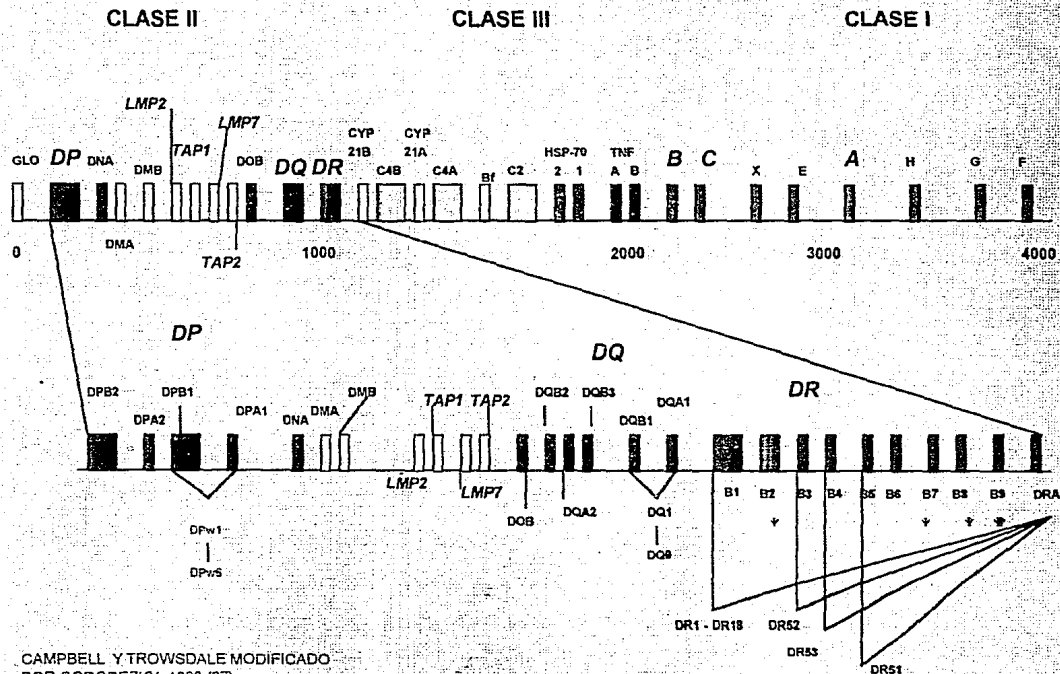 CLASE II CLASE III CLASE I
LMP2 LMP7
TAP1 CYP CYP
21B 21A HSP-70 TNF
GLO DP DNA DMB DOB DQ DR C4B C4A Bf C2 2 1 A B B C X E A H G F
DMA TAP2
0 1000 2000 3000 4000
DP DQ DR
DPB2 DPA2 DPB1 DPA1 DNA DMA DMB TAP1 TAP2 DQB2 DQB3 DQB1 DQA1
LMP2 LMP7 DOB DQA2 B1 B2 B3 B4 B5 B6 B7 B8 B9 DRA
Ψ Ψ Ψ Ψ
DPw1 DQ1
DPw6 DQ9
DR1 - DR18 DR52
DR53
DR51
CAMPBELL Y TROWSDALE MODIFICADO